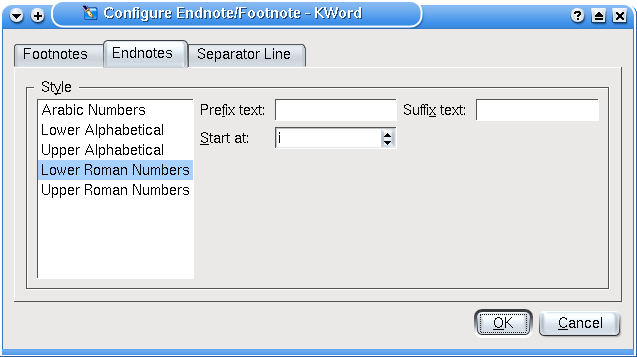 Configure Endnote/Footnote - KWord
Footnotes Endnotes Separator Line
Style
Arabic Numbers
Lower Alphabetical
Upper Alphabetical
Lower Roman Numbers
Upper Roman Numbers
Prefix text: Suffix text:
Start at: i
OK Cancel